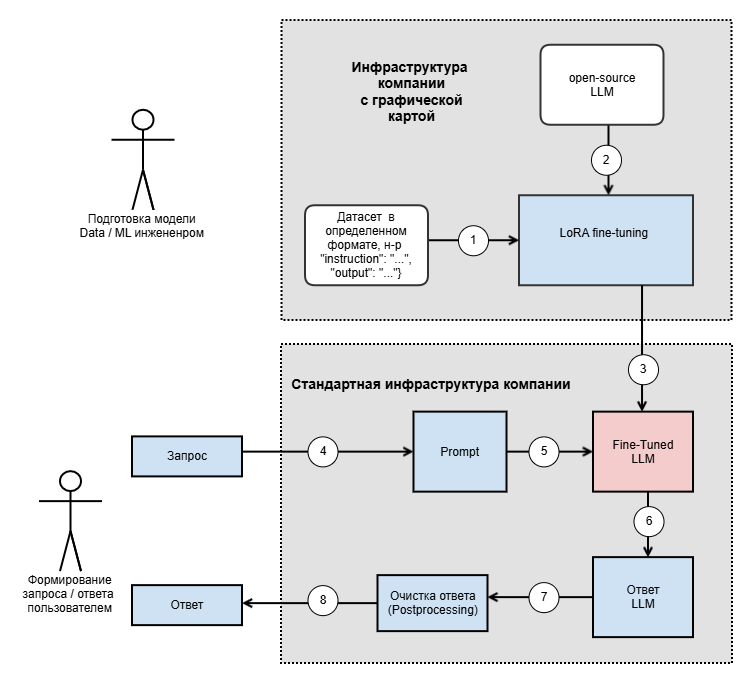 Инфраструктура
компании
с графической
картой
open-source
LLM
2
Подготовка модели
Data / ML инжененром
Датасет в
определенном
формате, н-р
"instruction": "...",
"output": "..."}
1
LoRA fine-tuning
3
Стандартная инфраструктура компании
Запрос
4
Prompt
5
Fine-Tuned
LLM
6
Формирование
запроса / ответа
пользователем
Ответ
8
Очистка ответа
(Postprocessing)
7
Ответ
LLM